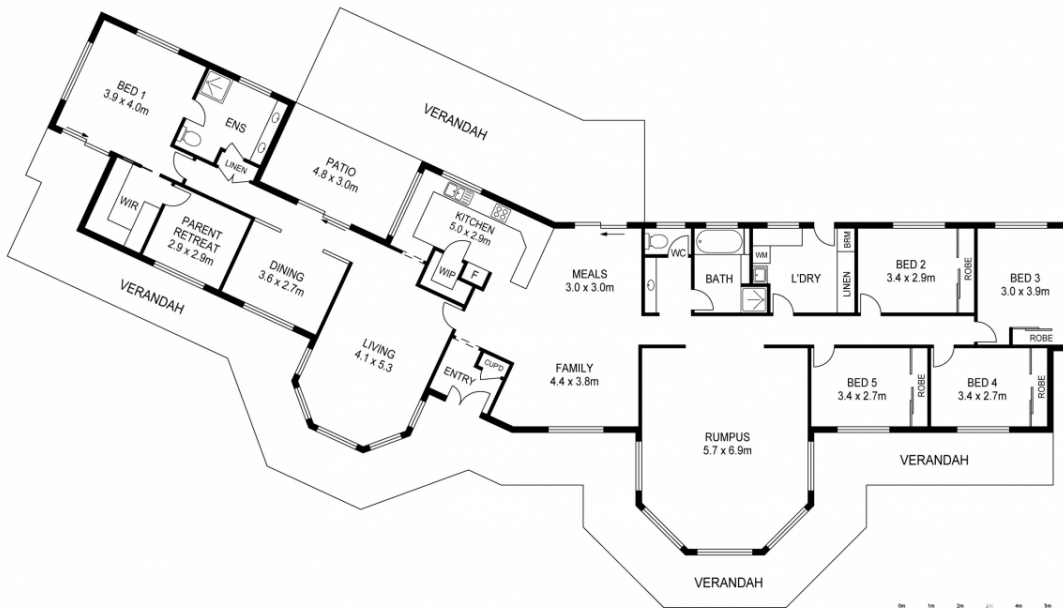 VERANDAH
BED 1
3.9 x 4.0m
ENS
LINEN
PATIO
4.8 x 3.0m
WIR
PARENT
RETREAT
2.9 x 2.9m
DINING
3.6 x 2.7m
KITCHEN
5.0 x 2.9m
WIP
F
VERANDAH
LIVING
4.1 x 5.3
ENTRY
CUP'D
MEALS
3.0 x 3.0m
FAMILY
4.4 x 3.8m
WC
BATH
WM
L'DRY
BRM
LINEN
BED 2
3.4 x 2.9m
ROBE
BED 3
3.0 x 3.9m
ROBE
BED 5
3.4 x 2.7m
ROBE
BED 4
3.4 x 2.7m
ROBE
RUMPUS
5.7 x 6.9m
VERANDAH
VERANDAH
0m 1m 2m 3m 4m 5m